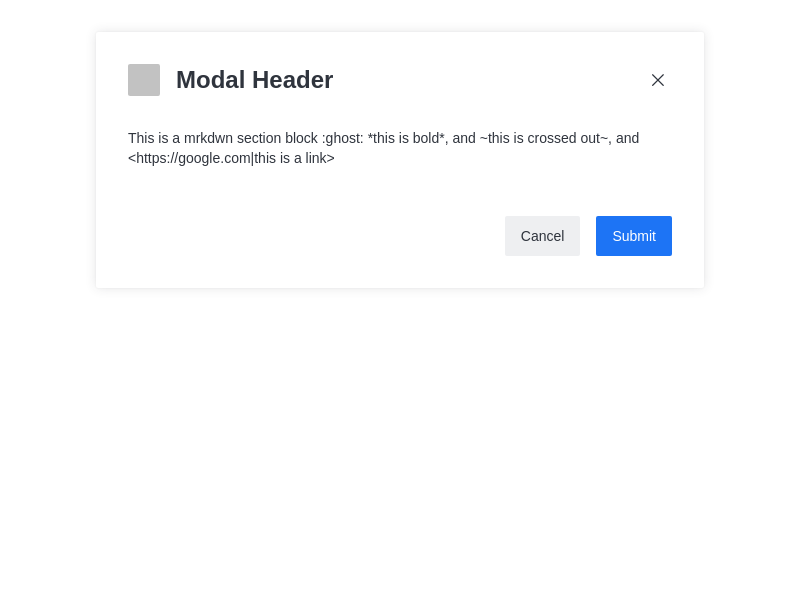 Modal Header
This is a mrkdwn section block :ghost: *this is bold*, and ~this is crossed out~, and
<https://google.com|this is a link>
Cancel
Submit